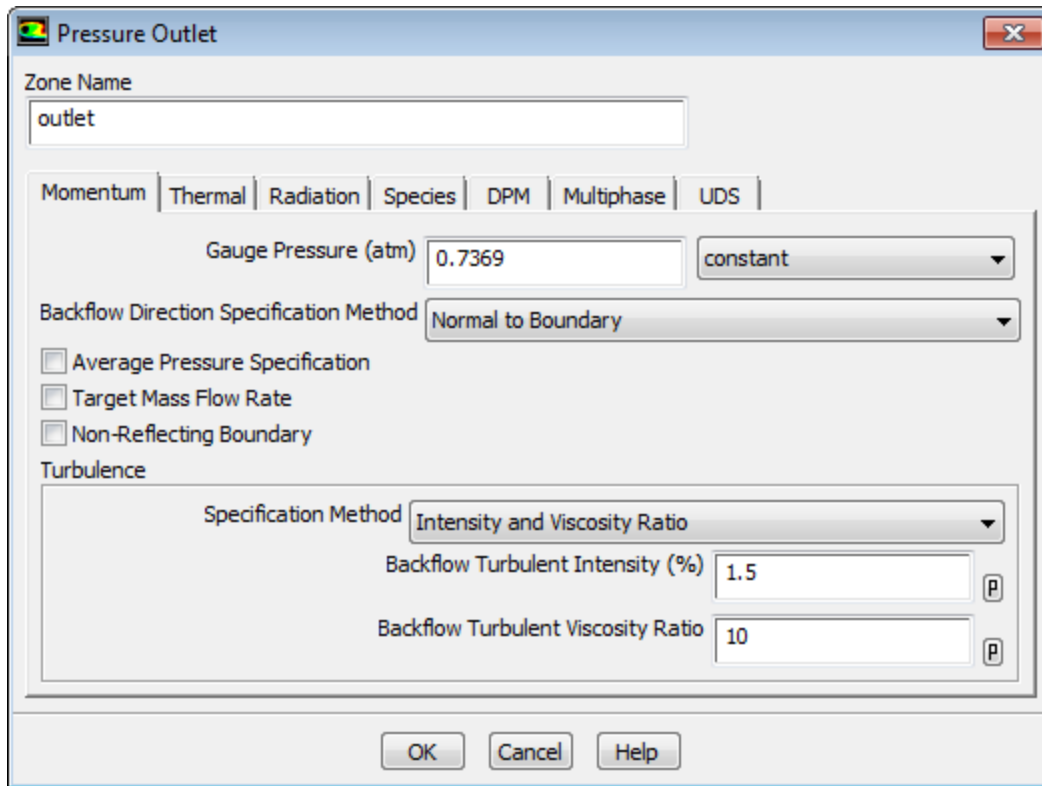 Pressure Outlet
Zone Name
outlet
Momentum Thermal Radiation Species DPM Multiphase UDS
Gauge Pressure (atm) 0.7369 constant
Backflow Direction Specification Method Normal to Boundary
Average Pressure Specification
Target Mass Flow Rate
Non-Reflecting Boundary
Turbulence
Specification Method Intensity and Viscosity Ratio
Backflow Turbulent Intensity (%) 1.5 P
Backflow Turbulent Viscosity Ratio 10 P
OK Cancel Help